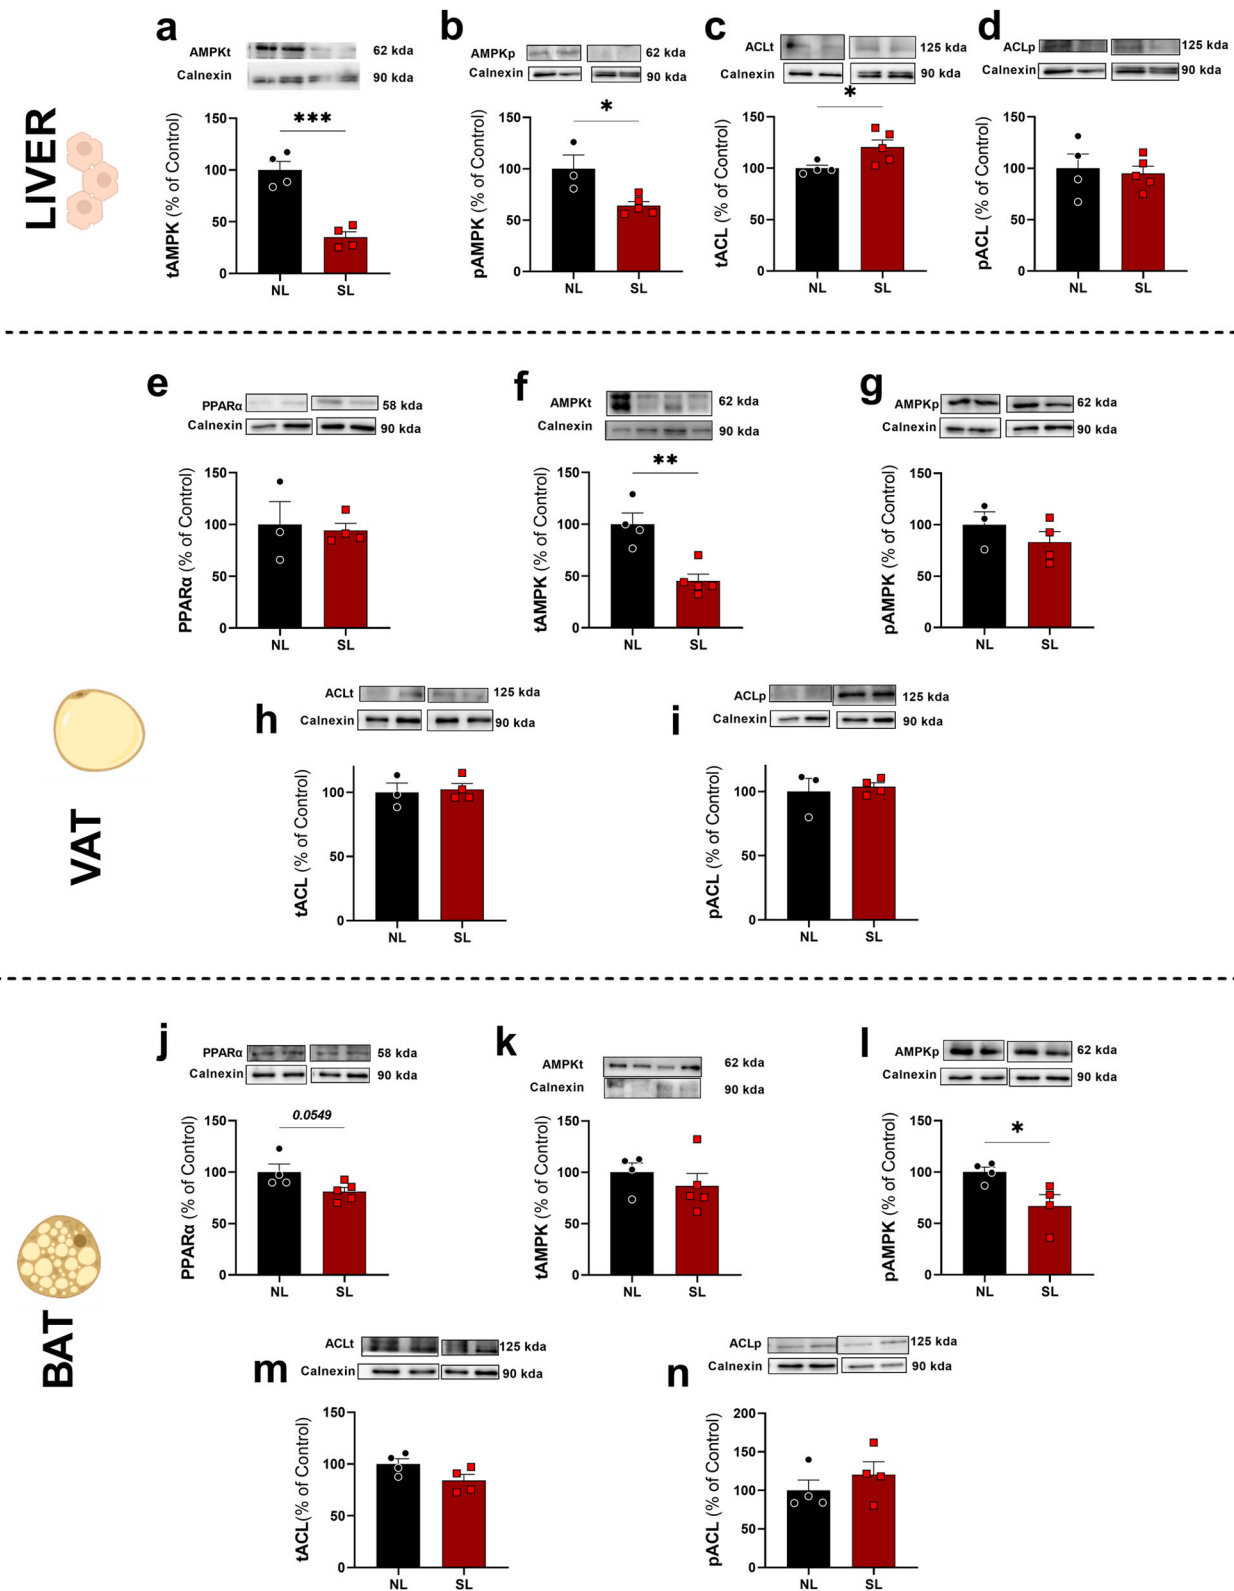 LIVER
a
AMPKt 62 kda
Calnexin 90 kda
***
tAMPK (% of Control)
150
100
50
0
NL SL
b
AMPKp 62 kda
Calnexin 90 kda
*
pAMPK (% of Control)
150
100
50
0
NL SL
c
ACLt 125 kda
Calnexin 90 kda
*
tACL (% of Control)
150
100
50
0
NL SL
d
ACLp 125 kda
Calnexin 90 kda
pACL (% of Control)
150
100
50
0
NL SL
VAT
e
PPARα 58 kda
Calnexin 90 kda
PPARα (% of Control)
150
100
50
0
NL SL
f
AMPKt 62 kda
Calnexin 90 kda
**
tAMPK (% of Control)
150
100
50
0
NL SL
g
AMPKp 62 kda
Calnexin 90 kda
pAMPK (% of Control)
150
100
50
0
NL SL
h
ACLt 125 kda
Calnexin 90 kda
tACL (% of Control)
100
50
0
NL SL
i
ACLp 125 kda
Calnexin 90 kda
pACL (% of Control)
100
50
0
NL SL
BAT
j
PPARα 58 kda
Calnexin 90 kda
0.0549
PPARα (% of Control)
150
100
50
0
NL SL
k
AMPKt 62 kda
Calnexin 90 kda
tAMPK (% of Control)
150
100
50
0
NL SL
l
AMPKp 62 kda
Calnexin 90 kda
*
pAMPK (% of Control)
150
100
50
0
NL SL
m
ACLt 125 kda
Calnexin 90 kda
tACL(% of Control)
150
100
50
0
NL SL
n
ACLp 125 kda
Calnexin 90 kda
pACL (% of Control)
200
150
100
50
0
NL SL